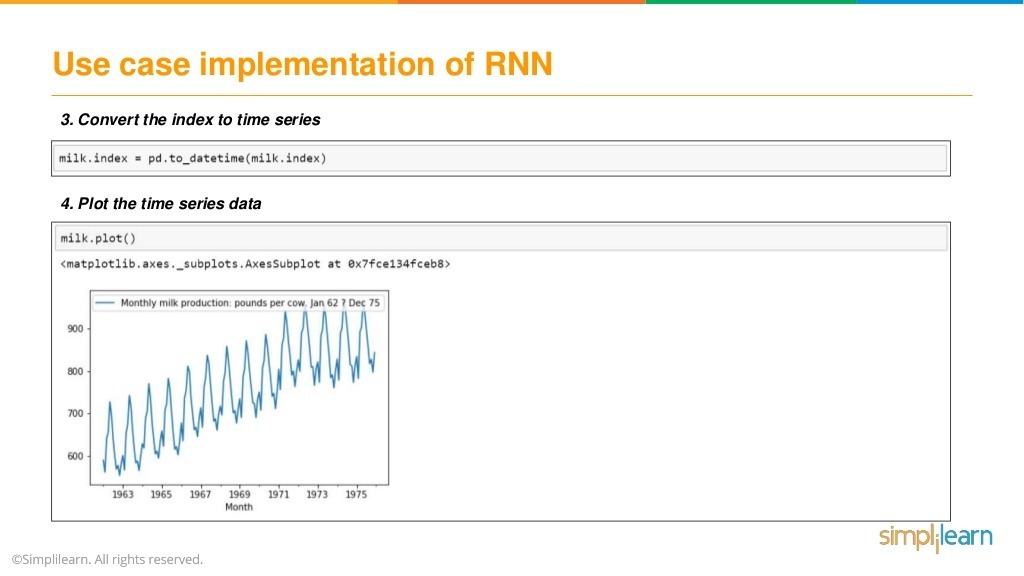 Use case implementation of RNN
3. Convert the index to time series
milk.index = pd.to_datetime(milk.index)
4. Plot the time series data
milk.plot()
<matplotlib.axes._subplots.AxesSubplot at 0x7fce134fceb8>
Monthly milk production: pounds per cow. Jan 62 ? Dec 75
900
800
700
600
1963 1965 1967 1969 1971 1973 1975
Month
simplilearn
©Simplilearn. All rights reserved.